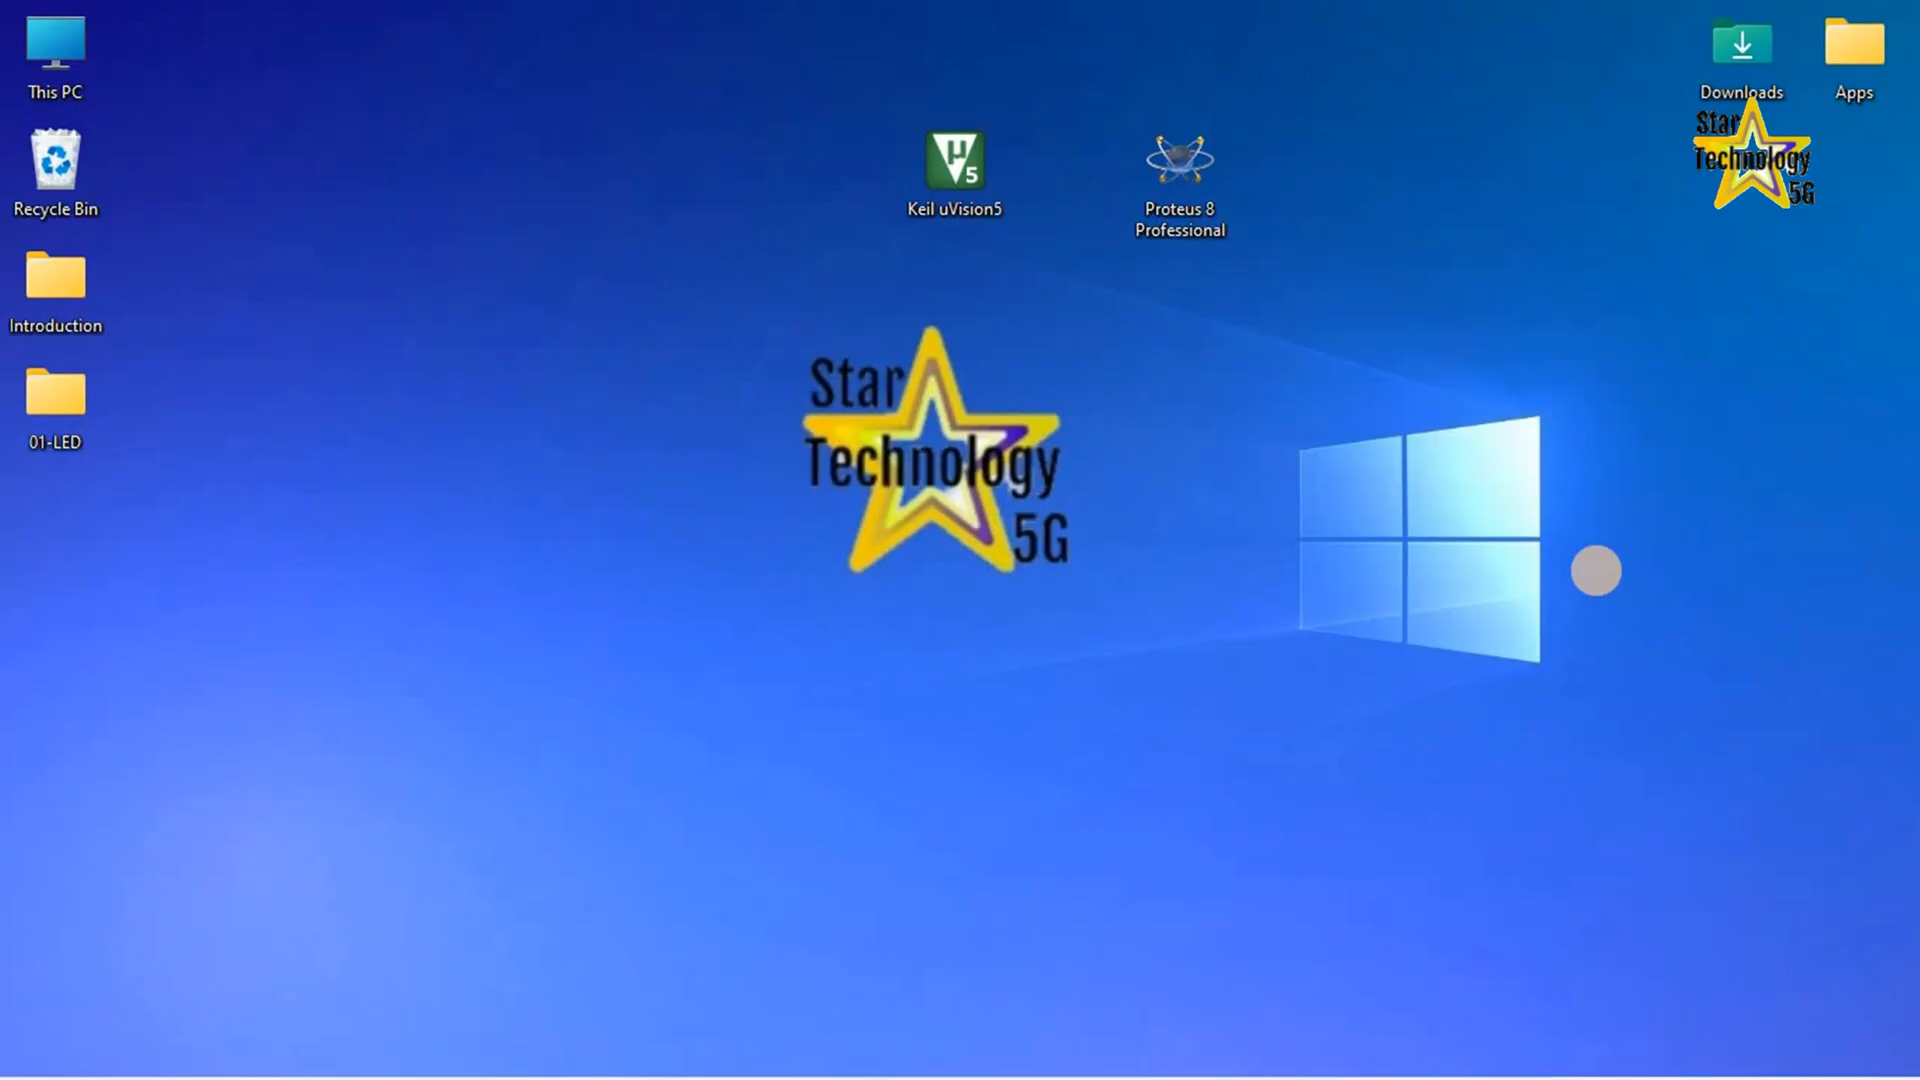 This PC
Recycle Bin
Introduction
01-LED
Keil uVision5
μ
5
Proteus 8
Professional
Downloads
Apps
Star
Technology
5G
Star
Technology
5G